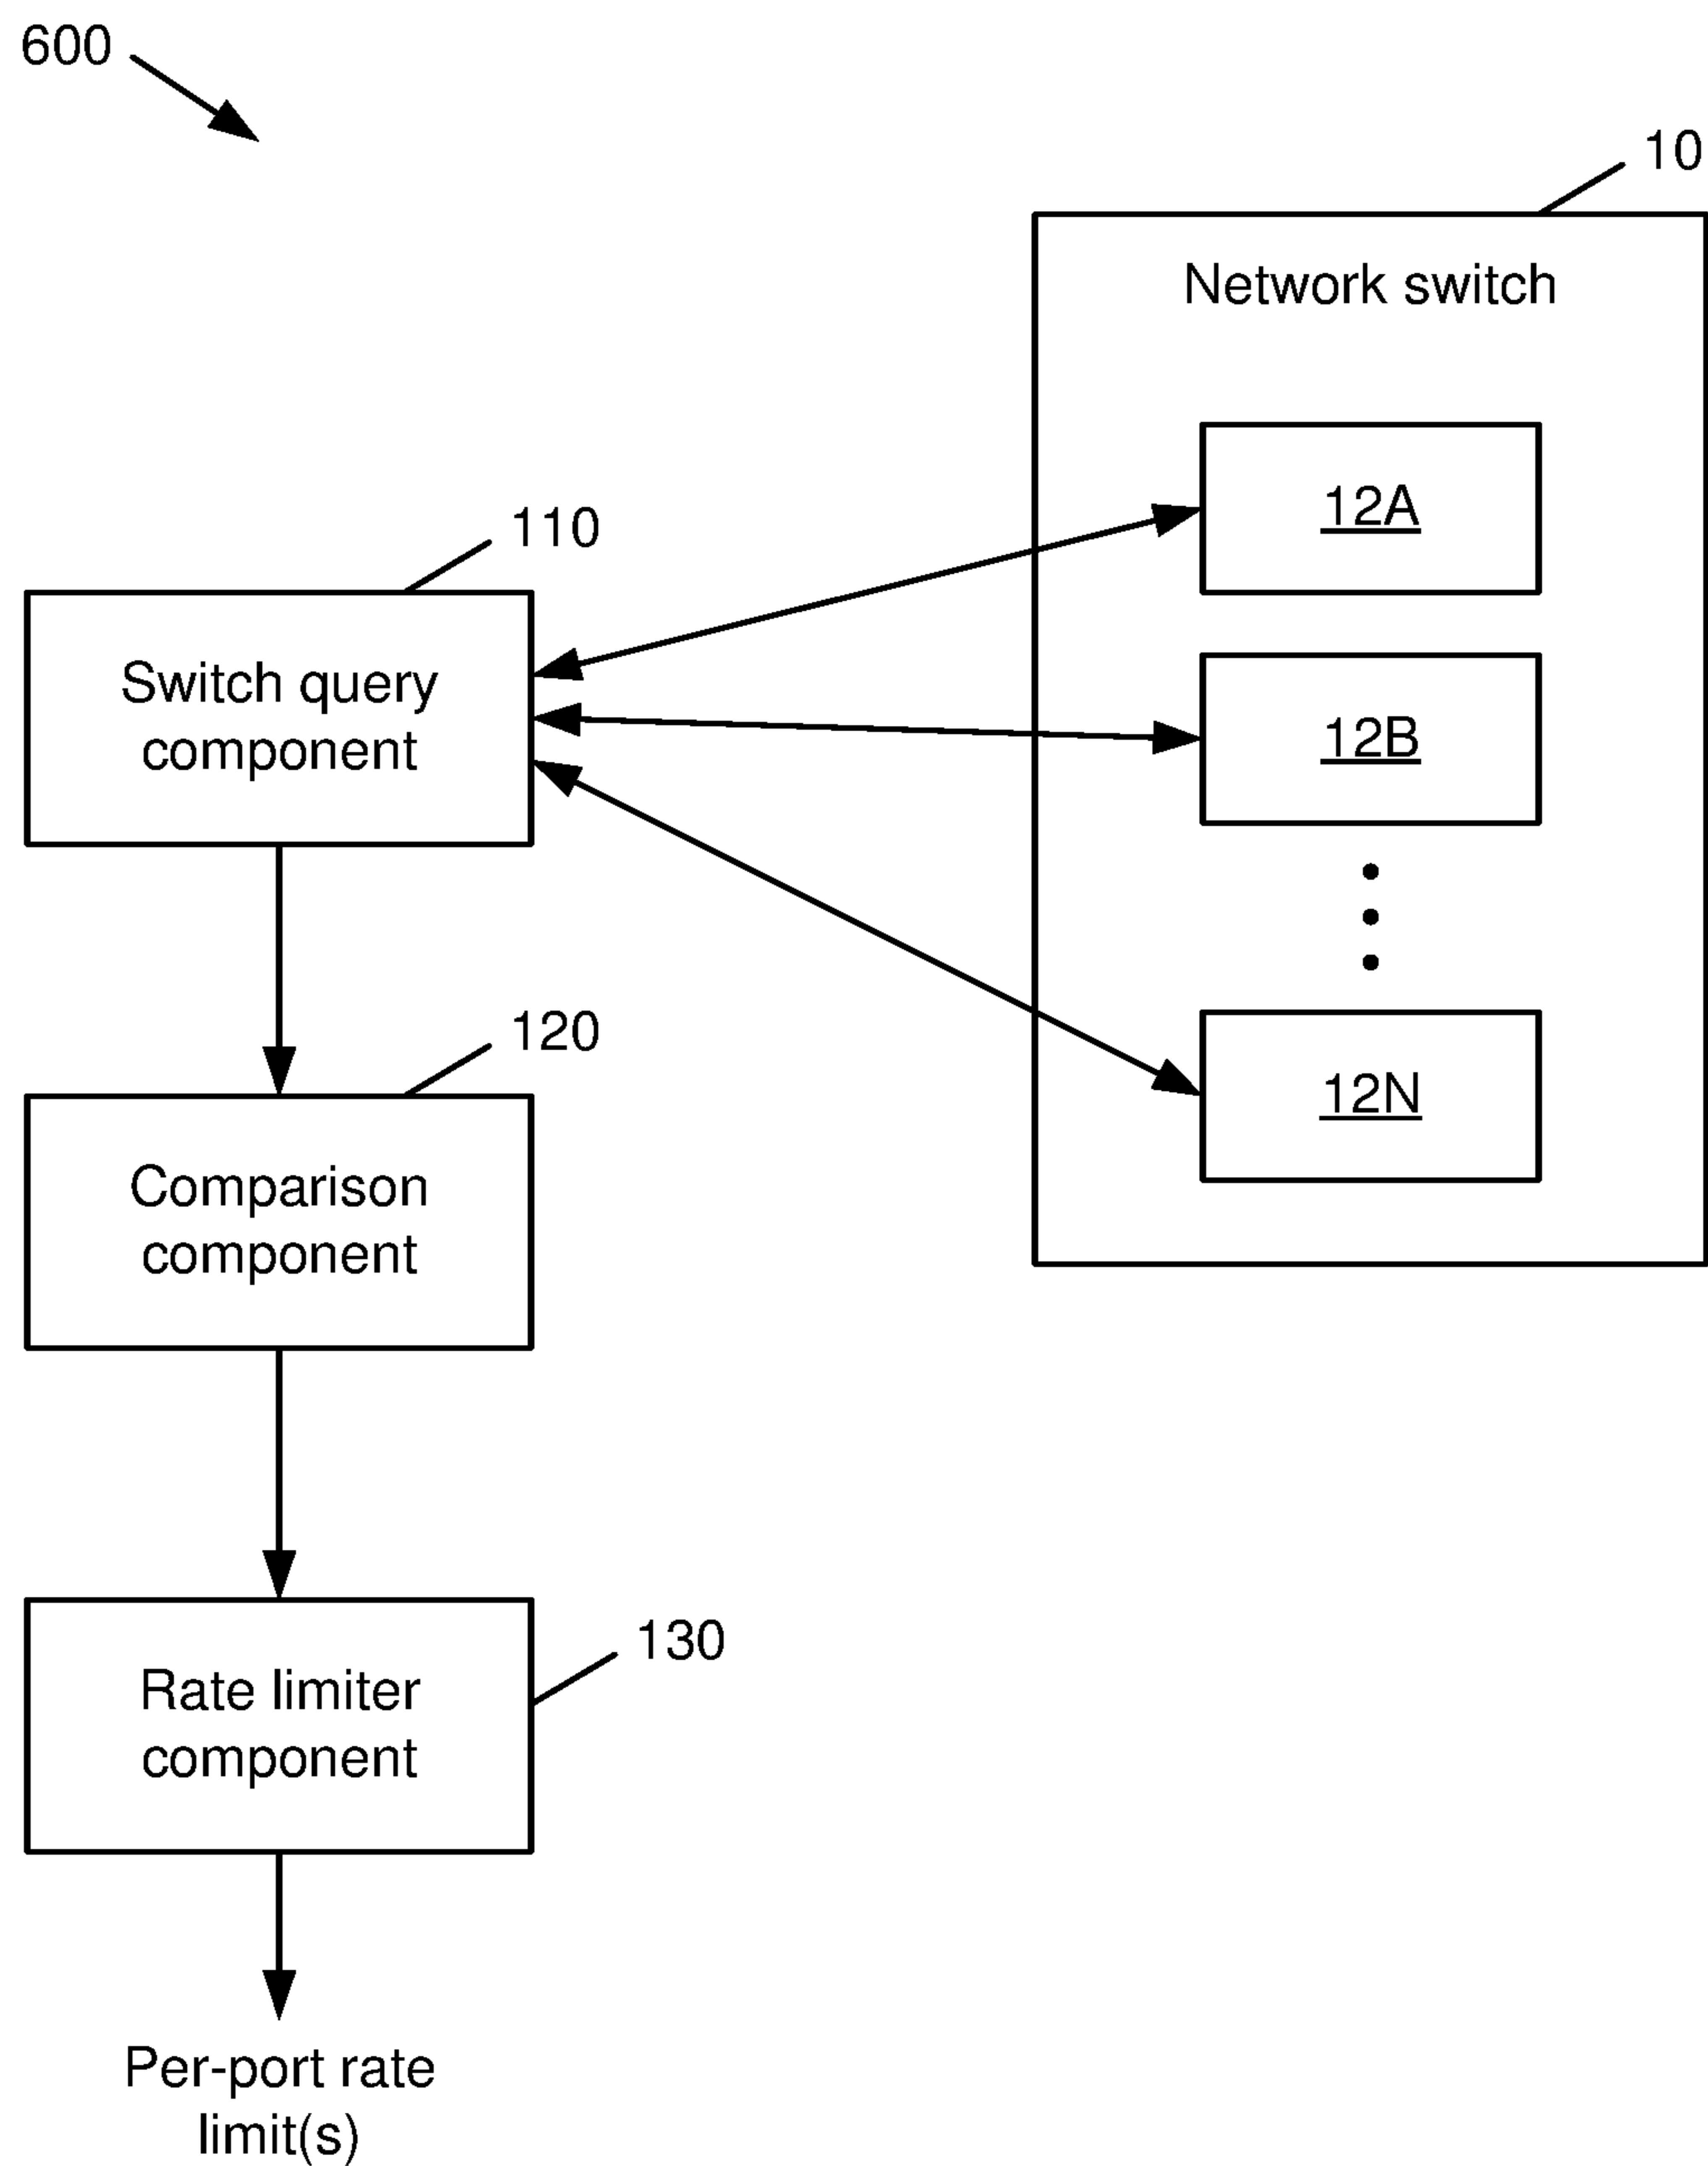 600
10
Network switch
12A
110
Switch query
component
12B
120
12N
Comparison
component
130
Rate limiter
component
Per-port rate
limit(s)